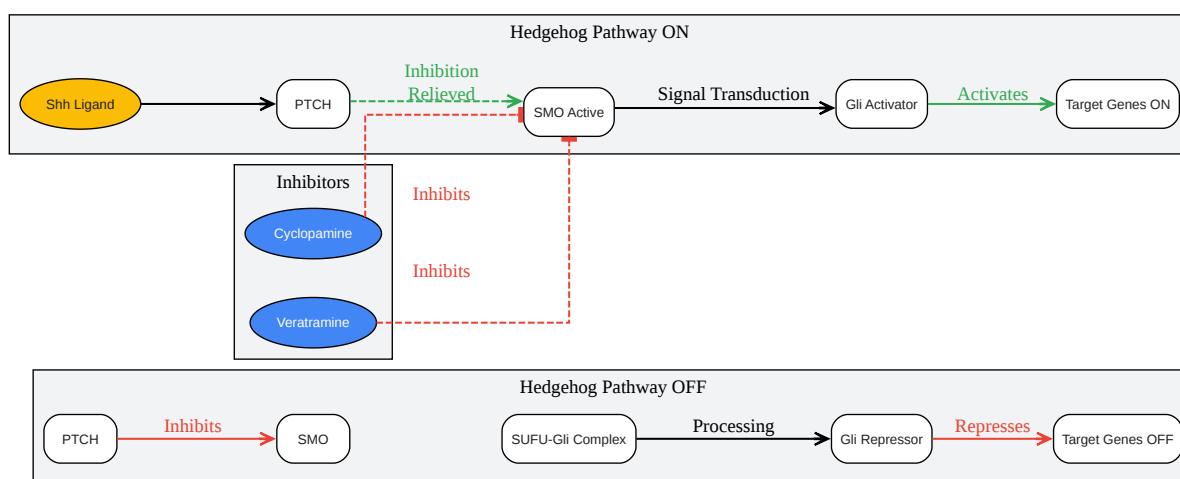 Hedgehog Pathway ON
Shh Ligand
PTCH
Inhibition
Relieved
SMO Active
Signal Transduction
Gli Activator
Activates
Target Genes ON
Inhibitors
Inhibits
Cyclopamine
Inhibits
Veratramine
Hedgehog Pathway OFF
PTCH
Inhibits
SMO
SUFU-Gli Complex
Processing
Gli Repressor
Represses
Target Genes OFF